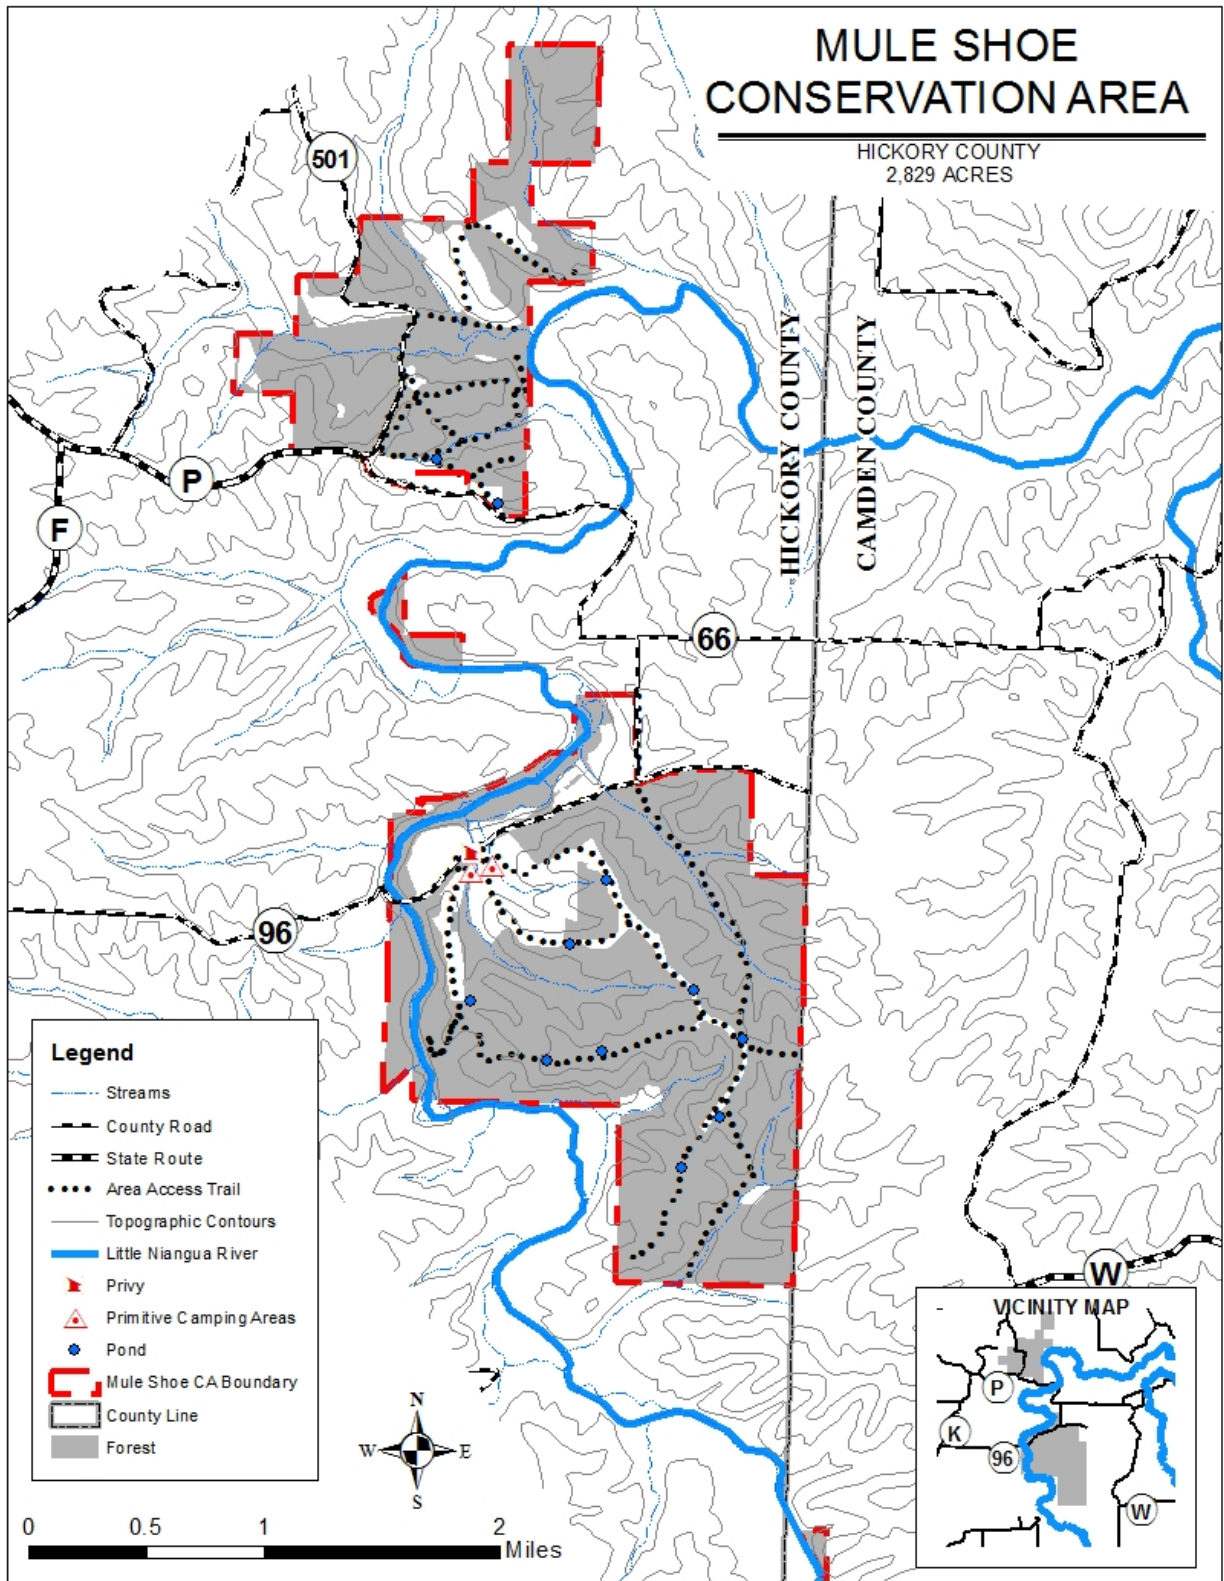 MULE SHOE
CONSERVATION AREA
HICKORY COUNTY
2,829 ACRES
501
HICKORY COUNTY
CAMDEN COUNTY
P
F
66
96
W
Legend
Streams
County Road
State Route
Area Access Trail
Topographic Contours
Little Niangua River
Privy
Primitive Camping Areas
Pond
Mule Shoe CA Boundary
County Line
Forest
N
W E
S
0 0.5 1 2
Miles
VICINITY MAP
P
K
96
W